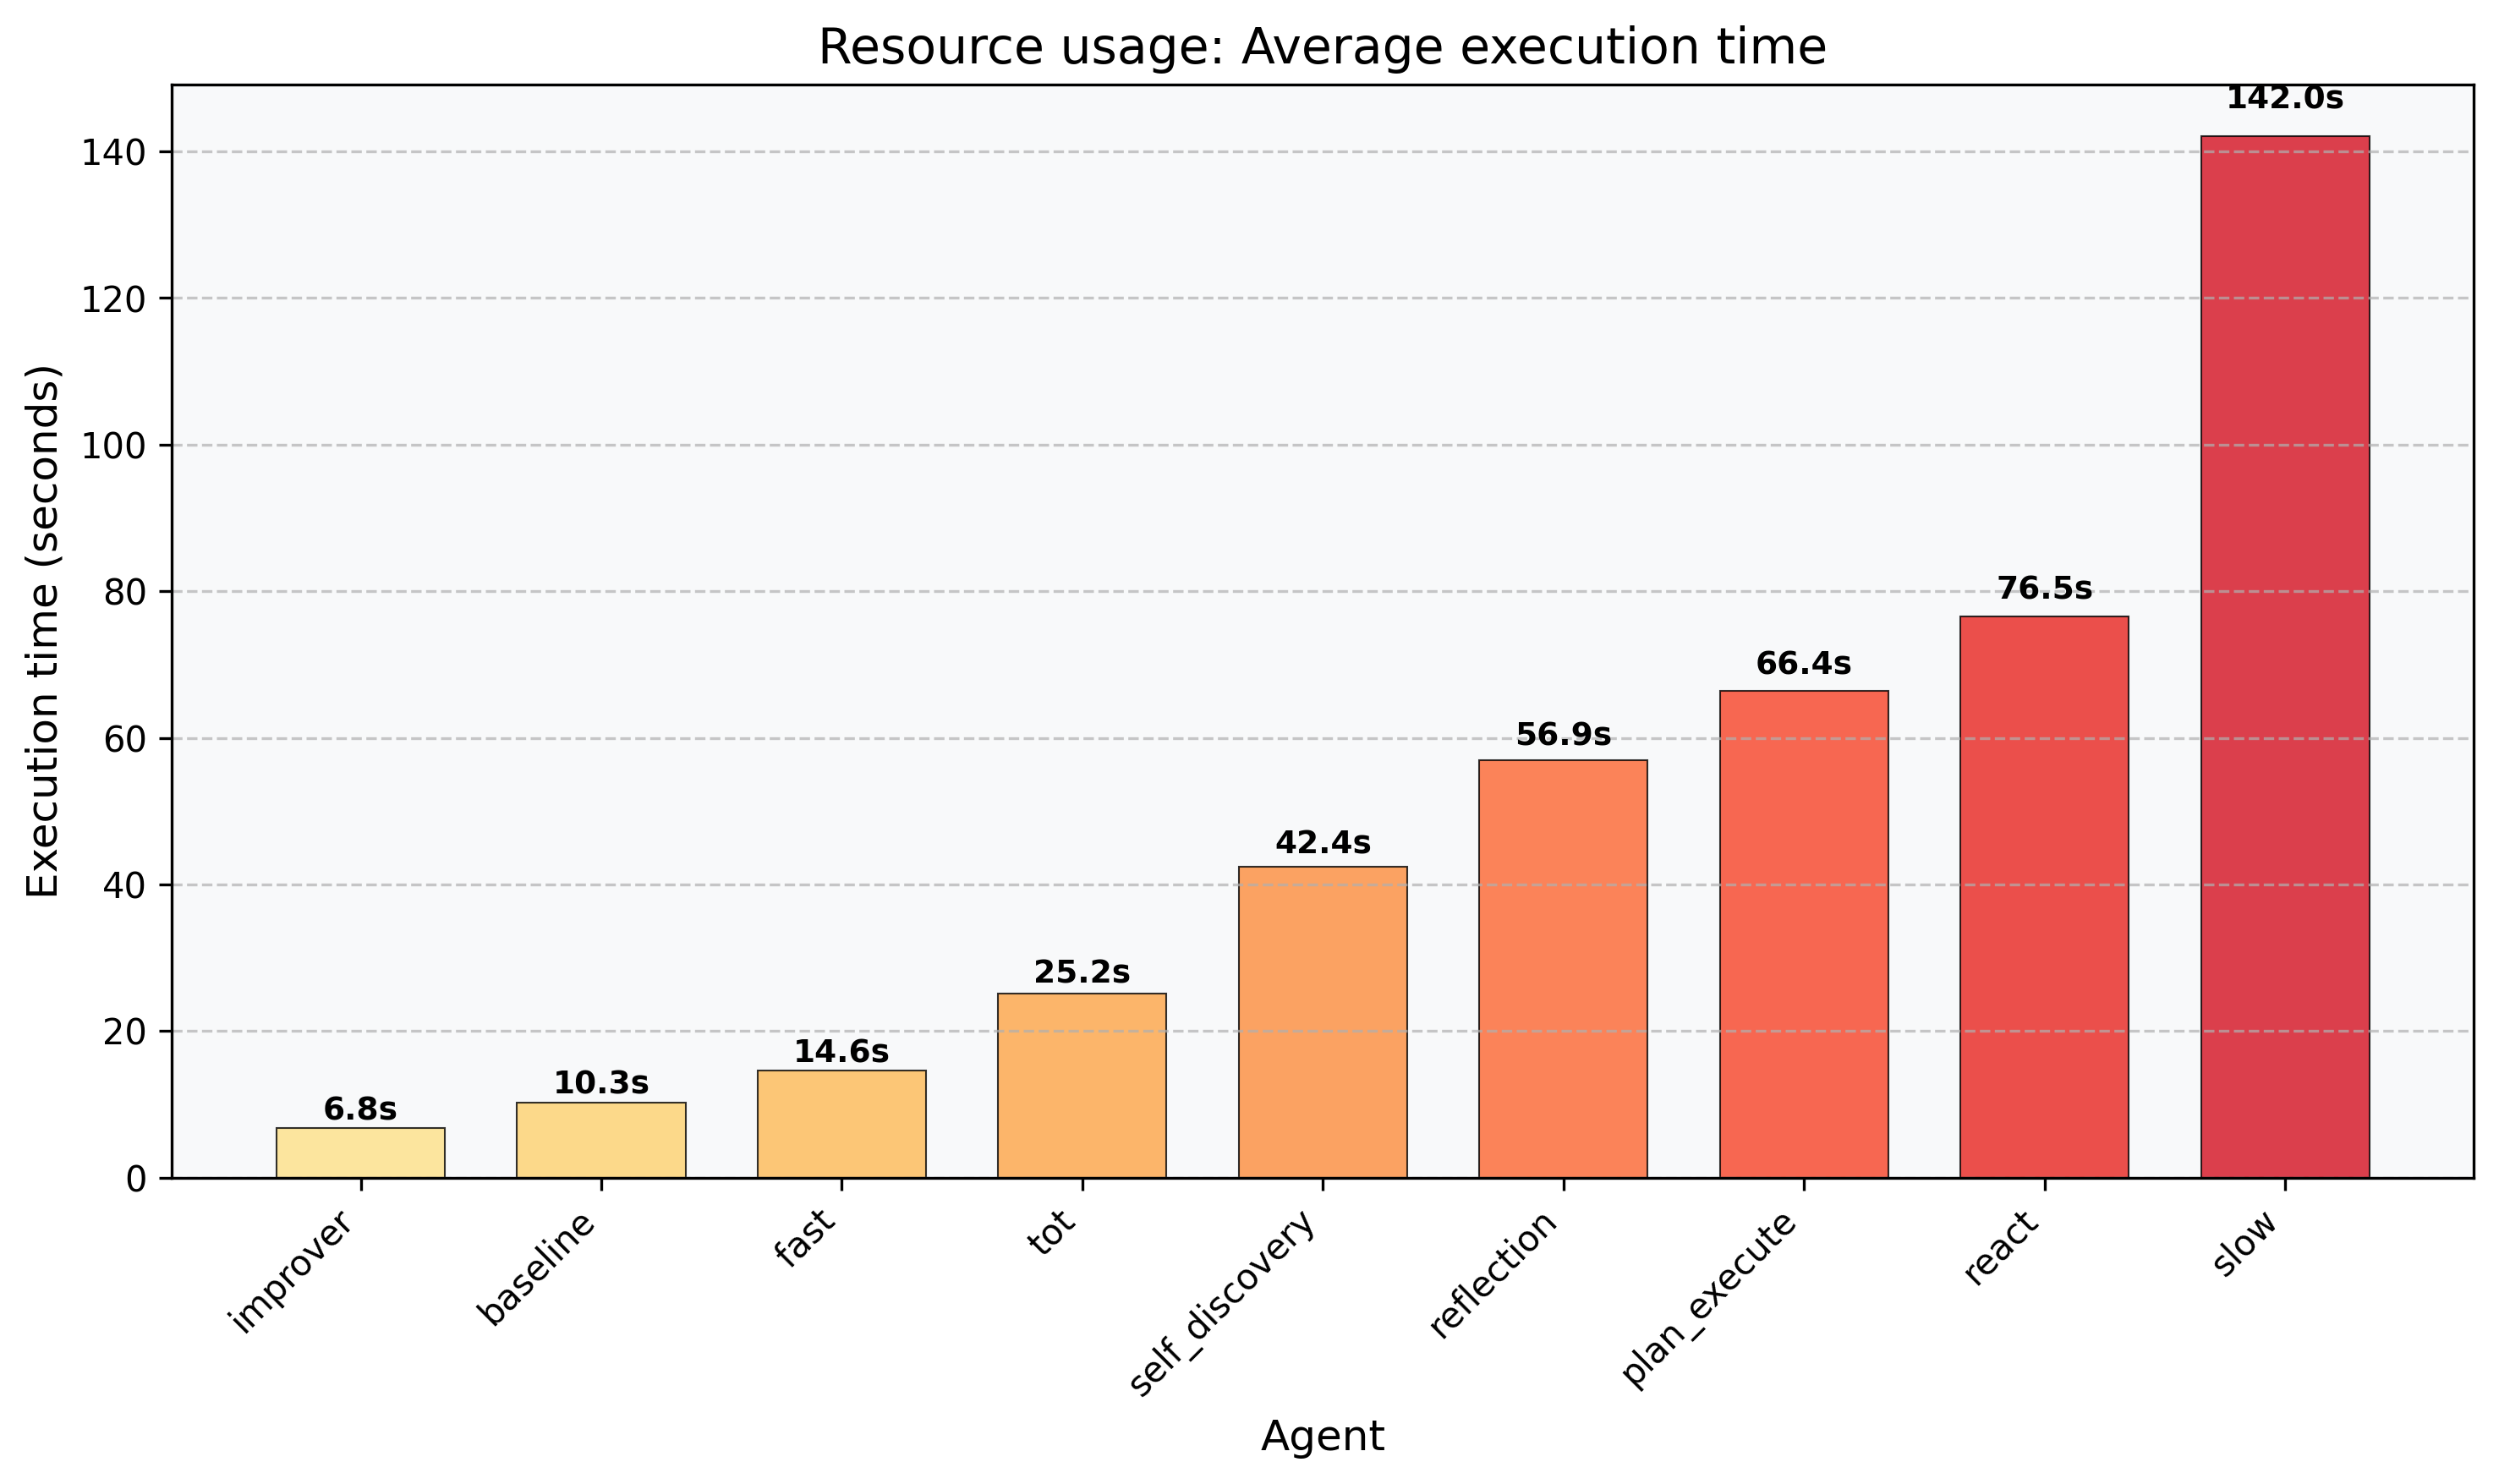 Resource usage: Average execution time
Execution time (seconds)
140
120
100
80
60
40
20
0
6.8s
10.3s
14.6s
25.2s
42.4s
56.9s
66.4s
76.5s
142.0s
improver
baseline
fast
tot
self_discovery
reflection
plan_execute
react
slow
Agent